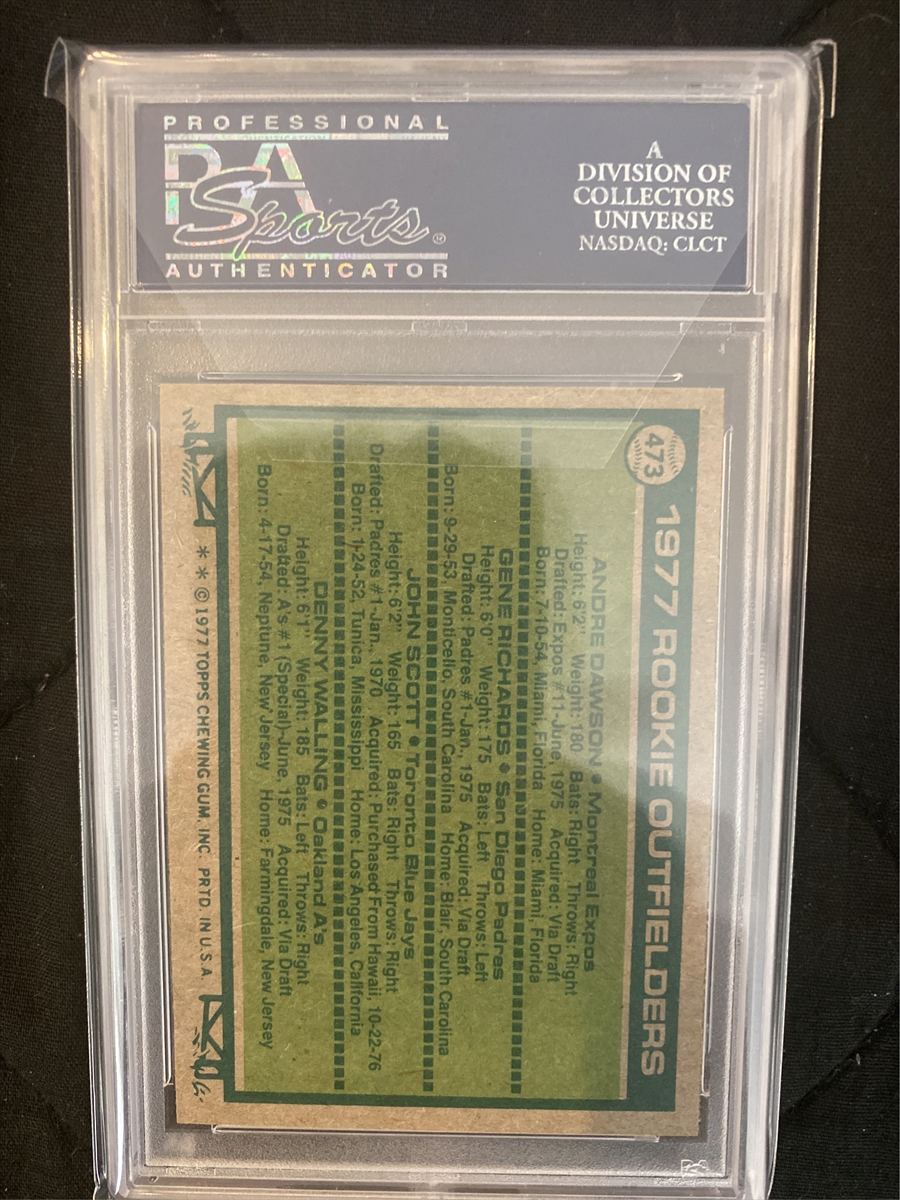 PROFESSIONAL
PSA
Sports®
AUTHENTICATOR
A
DIVISION OF
COLLECTORS
UNIVERSE
NASDAQ: CLCT
473
1977 ROOKIE OUTFIELDERS
ANDRE DAWSON • Montreal Expos
Height: 6'2" Weight: 180 Bats: Right Throws: Right
Drafted: Expos #11-June, 1975 Acquired: Via Draft
Born: 7-10-54, Miami, Florida Home: Miami, Florida
GENE RICHARDS • San Diego Padres
Height: 6'0" Weight: 175 Bats: Left Throws: Left
Drafted: Padres #1-Jan., 1975 Acquired: Via Draft
Born: 9-29-53, Monticello, South Carolina Home: Blair, South Carolina
JOHN SCOTT • Toronto Blue Jays
Height: 6'2" Weight: 165 Bats: Right Throws: Right
Drafted: Padres #1-Jan., 1970 Acquired: Purchased From Hawaii, 10-22-76
Born: 1-24-52, Tunica, Mississippi Home: Los Angeles, California
DENNY WALLING • Oakland A's
Height: 6'1" Weight: 185 Bats: Left Throws: Right
Drafted: A's #1 (Special)-June, 1975 Acquired: Via Draft
Born: 4-17-54, Neptune, New Jersey Home: Farmingdale, New Jersey
* * © 1977 TOPPS CHEWING GUM, INC. PRTD. IN U.S.A.